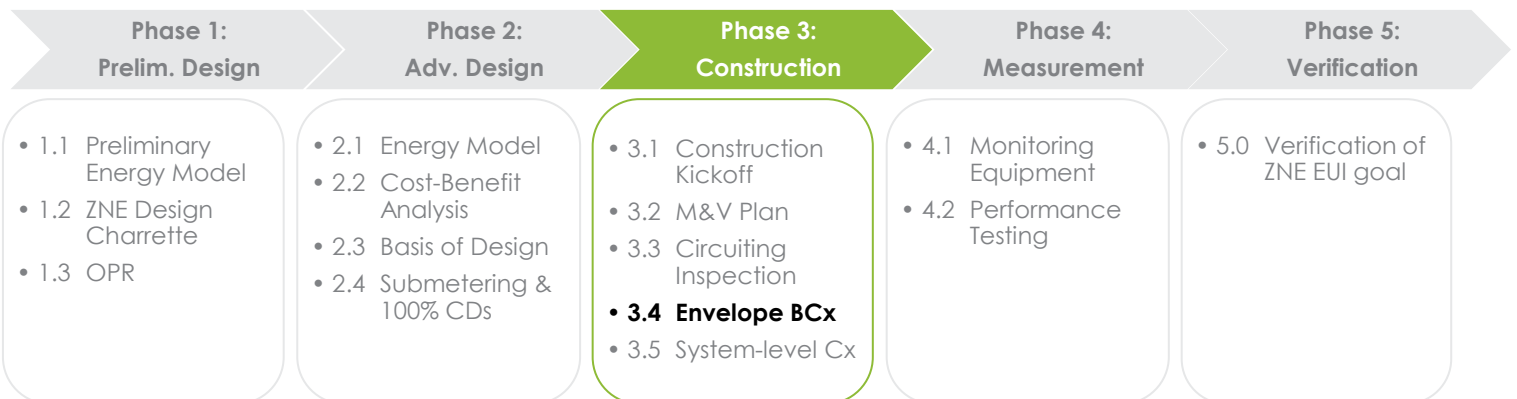 Phase 1:
Prelim. Design
Phase 2:
Adv. Design
Phase 3:
Construction
Phase 4:
Measurement
Phase 5:
Verification
• 1.1 Preliminary
Energy Model
• 1.2 ZNE Design
Charrette
• 1.3 OPR
• 2.1 Energy Model
• 2.2 Cost-Benefit
Analysis
• 2.3 Basis of Design
• 2.4 Submetering &
100% CDs
• 3.1 Construction
Kickoff
• 3.2 M&V Plan
• 3.3 Circuiting
Inspection
• 3.4 Envelope BCx
• 3.5 System-level Cx
• 4.1 Monitoring
Equipment
• 4.2 Performance
Testing
• 5.0 Verification of
ZNE EUI goal